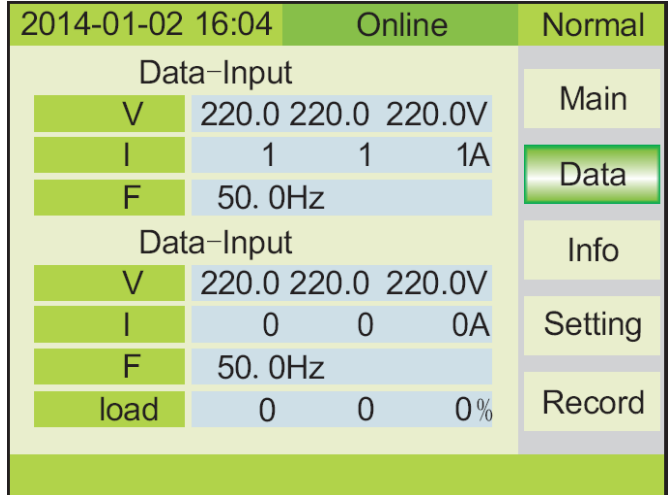 2014-01-02 16:04 Online Normal
Data-Input
V 220.0 220.0 220.0V
I 1 1 1A
F 50. 0Hz
Data-Input
V 220.0 220.0 220.0V
I 0 0 0A
F 50. 0Hz
load 0 0 0%
Main
Data
Info
Setting
Record